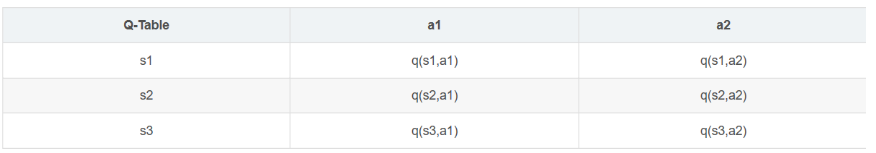 Q-Table a1 a2
s1 q(s1,a1) q(s1,a2)
s2 q(s2,a1) q(s2,a2)
s3 q(s3,a1) q(s3,a2)